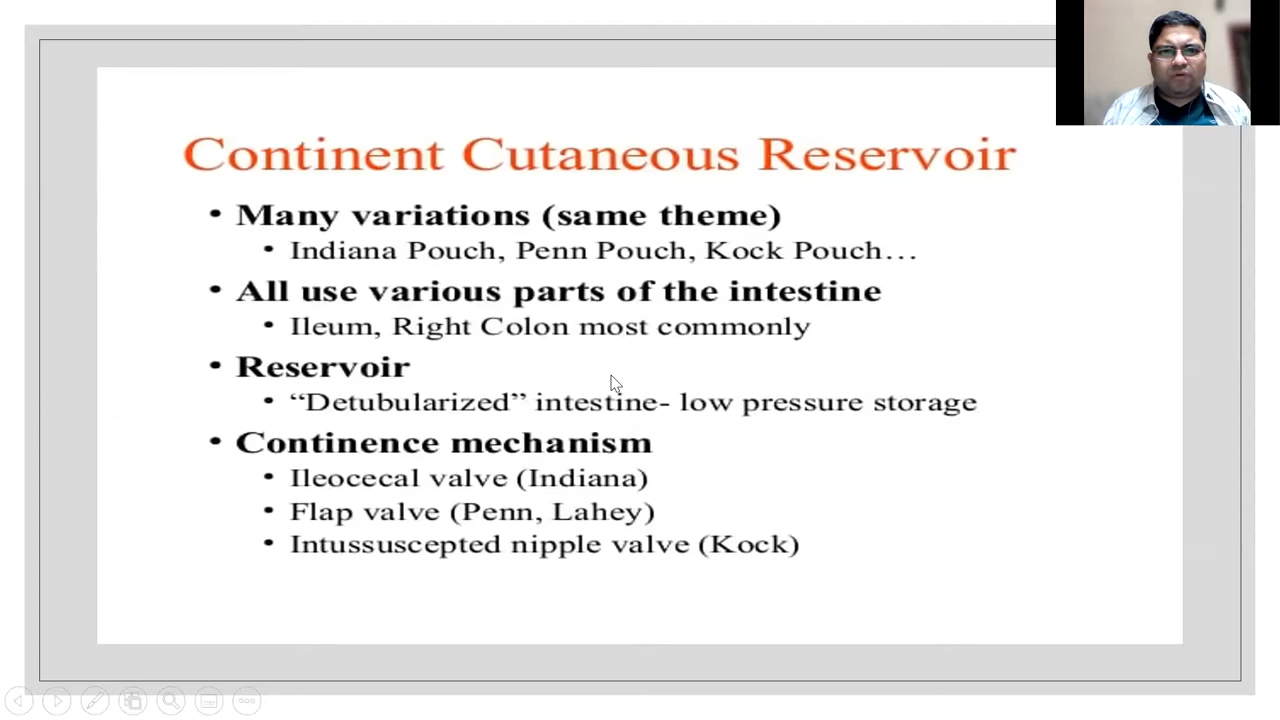 Continent Cutaneous Reservoir
• Many variations (same theme)
• Indiana Pouch, Penn Pouch, Kock Pouch…
• All use various parts of the intestine
• Ileum, Right Colon most commonly
• Reservoir
• “Detubularized” intestine- low pressure storage
• Continence mechanism
• Ileocecal valve (Indiana)
• Flap valve (Penn, Lahey)
• Intussuscepted nipple valve (Kock)